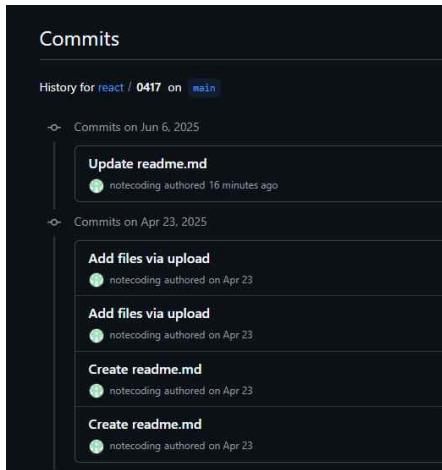 Commits
History for react / 0417 on main
Commits on Jun 6, 2025
Update readme.md
notecoding authored 16 minutes ago
Commits on Apr 23, 2025
Add files via upload
notecoding authored on Apr 23
Add files via upload
notecoding authored on Apr 23
Create readme.md
notecoding authored on Apr 23
Create readme.md
notecoding authored on Apr 23